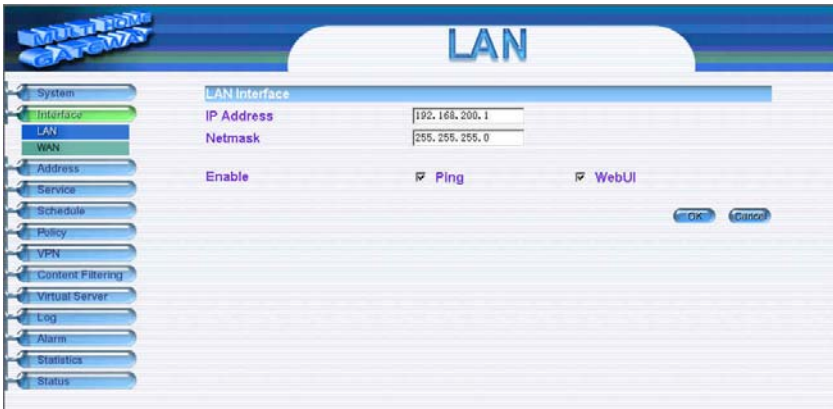 MULTI HOME
GATEWAY
LAN
System
Interface
LAN
WAN
Address
Service
Schedule
Policy
VPN
Content Filtering
Virtual Server
Log
Alarm
Statistics
Status
LAN Interface
IP Address 192.168.200.1
Netmask 255.255.255.0
Enable Ping WebUI
OK Cancel